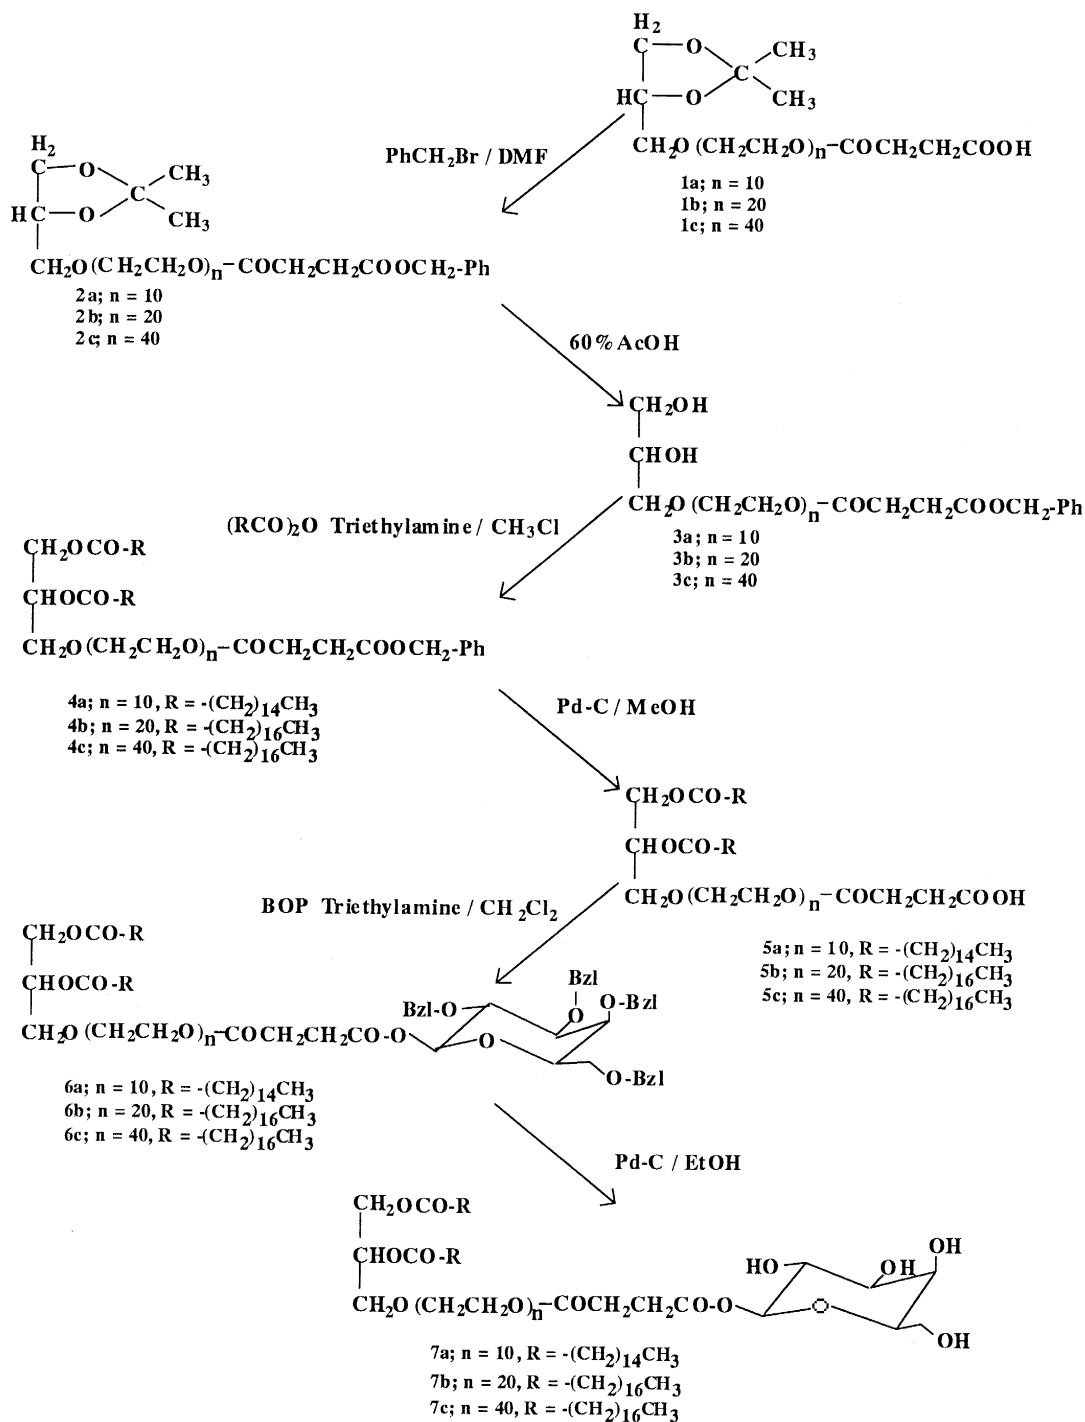 H2
C—O
C
CH3
HC—O
CH3
CH2O(CH2CH2O)n–COCH2CH2COOH
1a; n = 10
1b; n = 20
1c; n = 40
PhCH2Br / DMF
H2
C—O
C
CH3
HC—O
CH3
CH2O(CH2CH2O)n–COCH2CH2COOCH2-Ph
2a; n = 10
2b; n = 20
2c; n = 40
60%AcOH
CH2OH
CHOH
CH2O(CH2CH2O)n–COCH2CH2COOCH2-Ph
3a; n = 10
3b; n = 20
3c; n = 40
(RCO)2O Triethylamine / CH3Cl
CH2OCO-R
CHOCO-R
CH2O(CH2CH2O)n–COCH2CH2COOCH2-Ph
4a; n = 10, R = -(CH2)14CH3
4b; n = 20, R = -(CH2)16CH3
4c; n = 40, R = -(CH2)16CH3
Pd-C / MeOH
CH2OCO-R
CHOCO-R
CH2O(CH2CH2O)n–COCH2CH2COOH
5a; n = 10, R = -(CH2)14CH3
5b; n = 20, R = -(CH2)16CH3
5c; n = 40, R = -(CH2)16CH3
BOP Triethylamine / CH2Cl2
CH2OCO-R
CHOCO-R
CH2O(CH2CH2O)n–COCH2CH2CO-O
Bzl-O
Bzl
O
O-Bzl
O
O-Bzl
6a; n = 10, R = -(CH2)14CH3
6b; n = 20, R = -(CH2)16CH3
6c; n = 40, R = -(CH2)16CH3
Pd-C / EtOH
CH2OCO-R
CHOCO-R
CH2O(CH2CH2O)n–COCH2CH2CO-O
HO
OH
OH
O
OH
7a; n = 10, R = -(CH2)14CH3
7b; n = 20, R = -(CH2)16CH3
7c; n = 40, R = -(CH2)16CH3